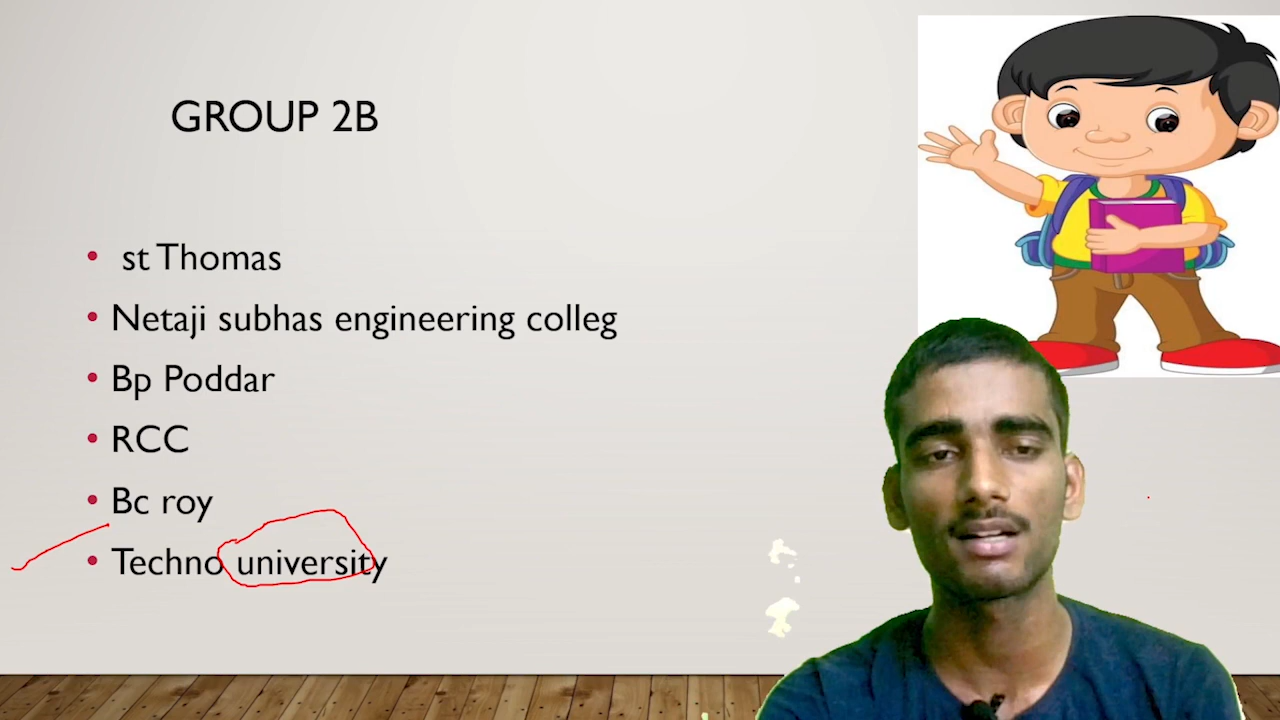 GROUP 2B
st Thomas
Netaji subhas engineering colleg
Bp Poddar
RCC
Bc roy
Techno university